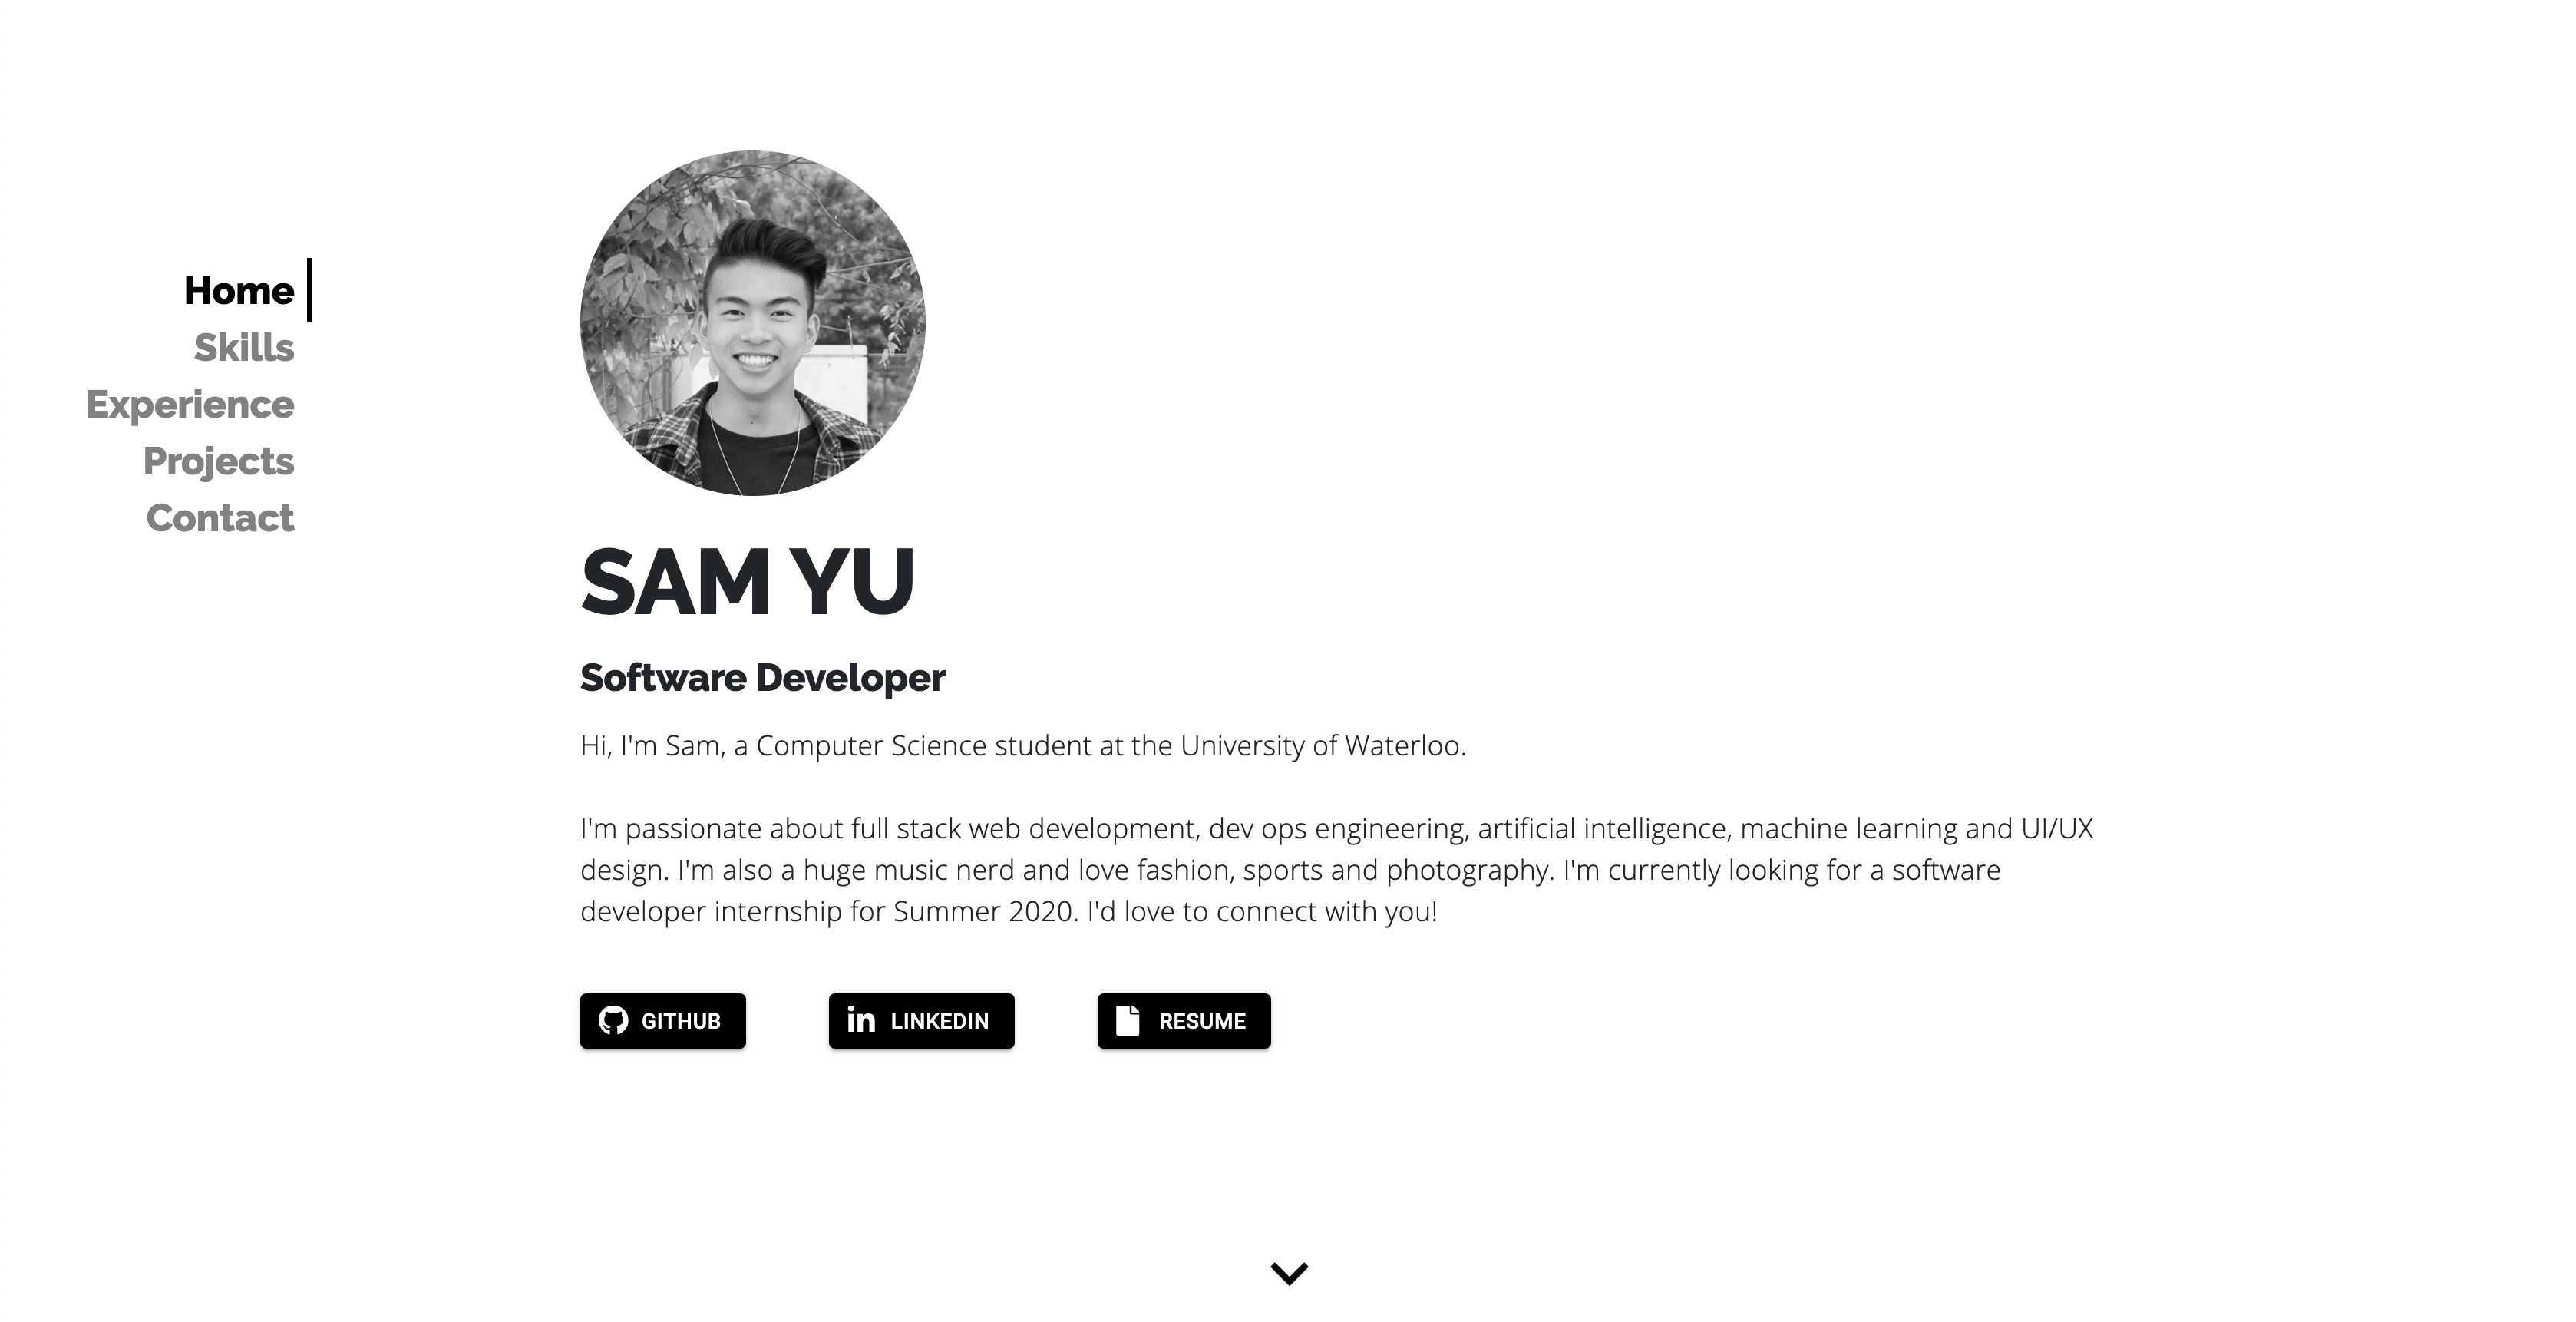 Home
Skills
Experience
Projects
Contact
SAM YU
Software Developer
Hi, I'm Sam, a Computer Science student at the University of Waterloo.
I'm passionate about full stack web development, dev ops engineering, artificial intelligence, machine learning and UI/UX
design. I'm also a huge music nerd and love fashion, sports and photography. I'm currently looking for a software
developer internship for Summer 2020. I'd love to connect with you!
GITHUB
in LINKEDIN
RESUME